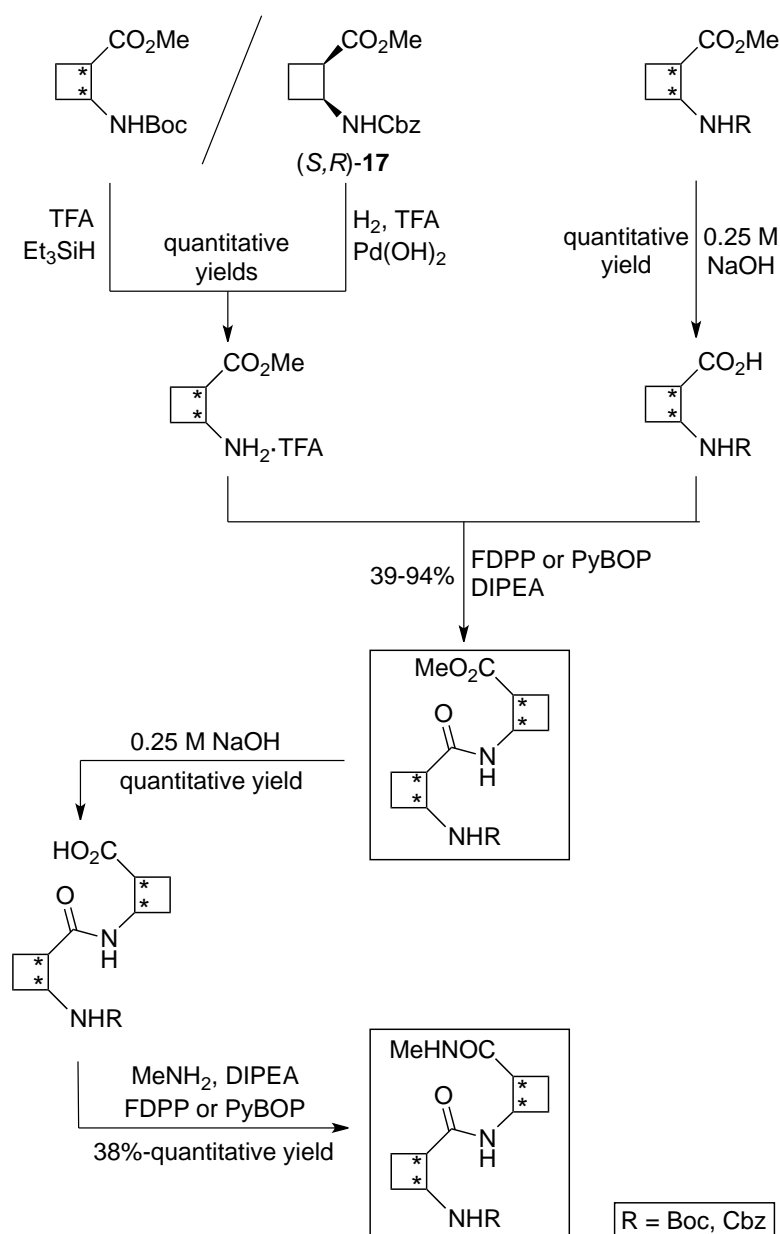 CO₂Me
*
*
NHBoc
CO₂Me
NHCbz
(S,R)-17
CO₂Me
*
*
NHR
TFA
Et₃SiH
quantitative
yields
H₂, TFA
Pd(OH)₂
quantitative
yield
0.25 M
NaOH
CO₂Me
*
*
NH₂·TFA
CO₂H
*
*
NHR
39-94%
FDPP or PyBOP
DIPEA
MeO₂C
*
*
O
N
H
*
*
NHR
0.25 M NaOH
quantitative yield
HO₂C
*
*
O
N
H
*
*
NHR
MeNH₂, DIPEA
FDPP or PyBOP
38%-quantitative yield
MeHNOC
*
*
O
N
H
*
*
NHR
R = Boc, Cbz